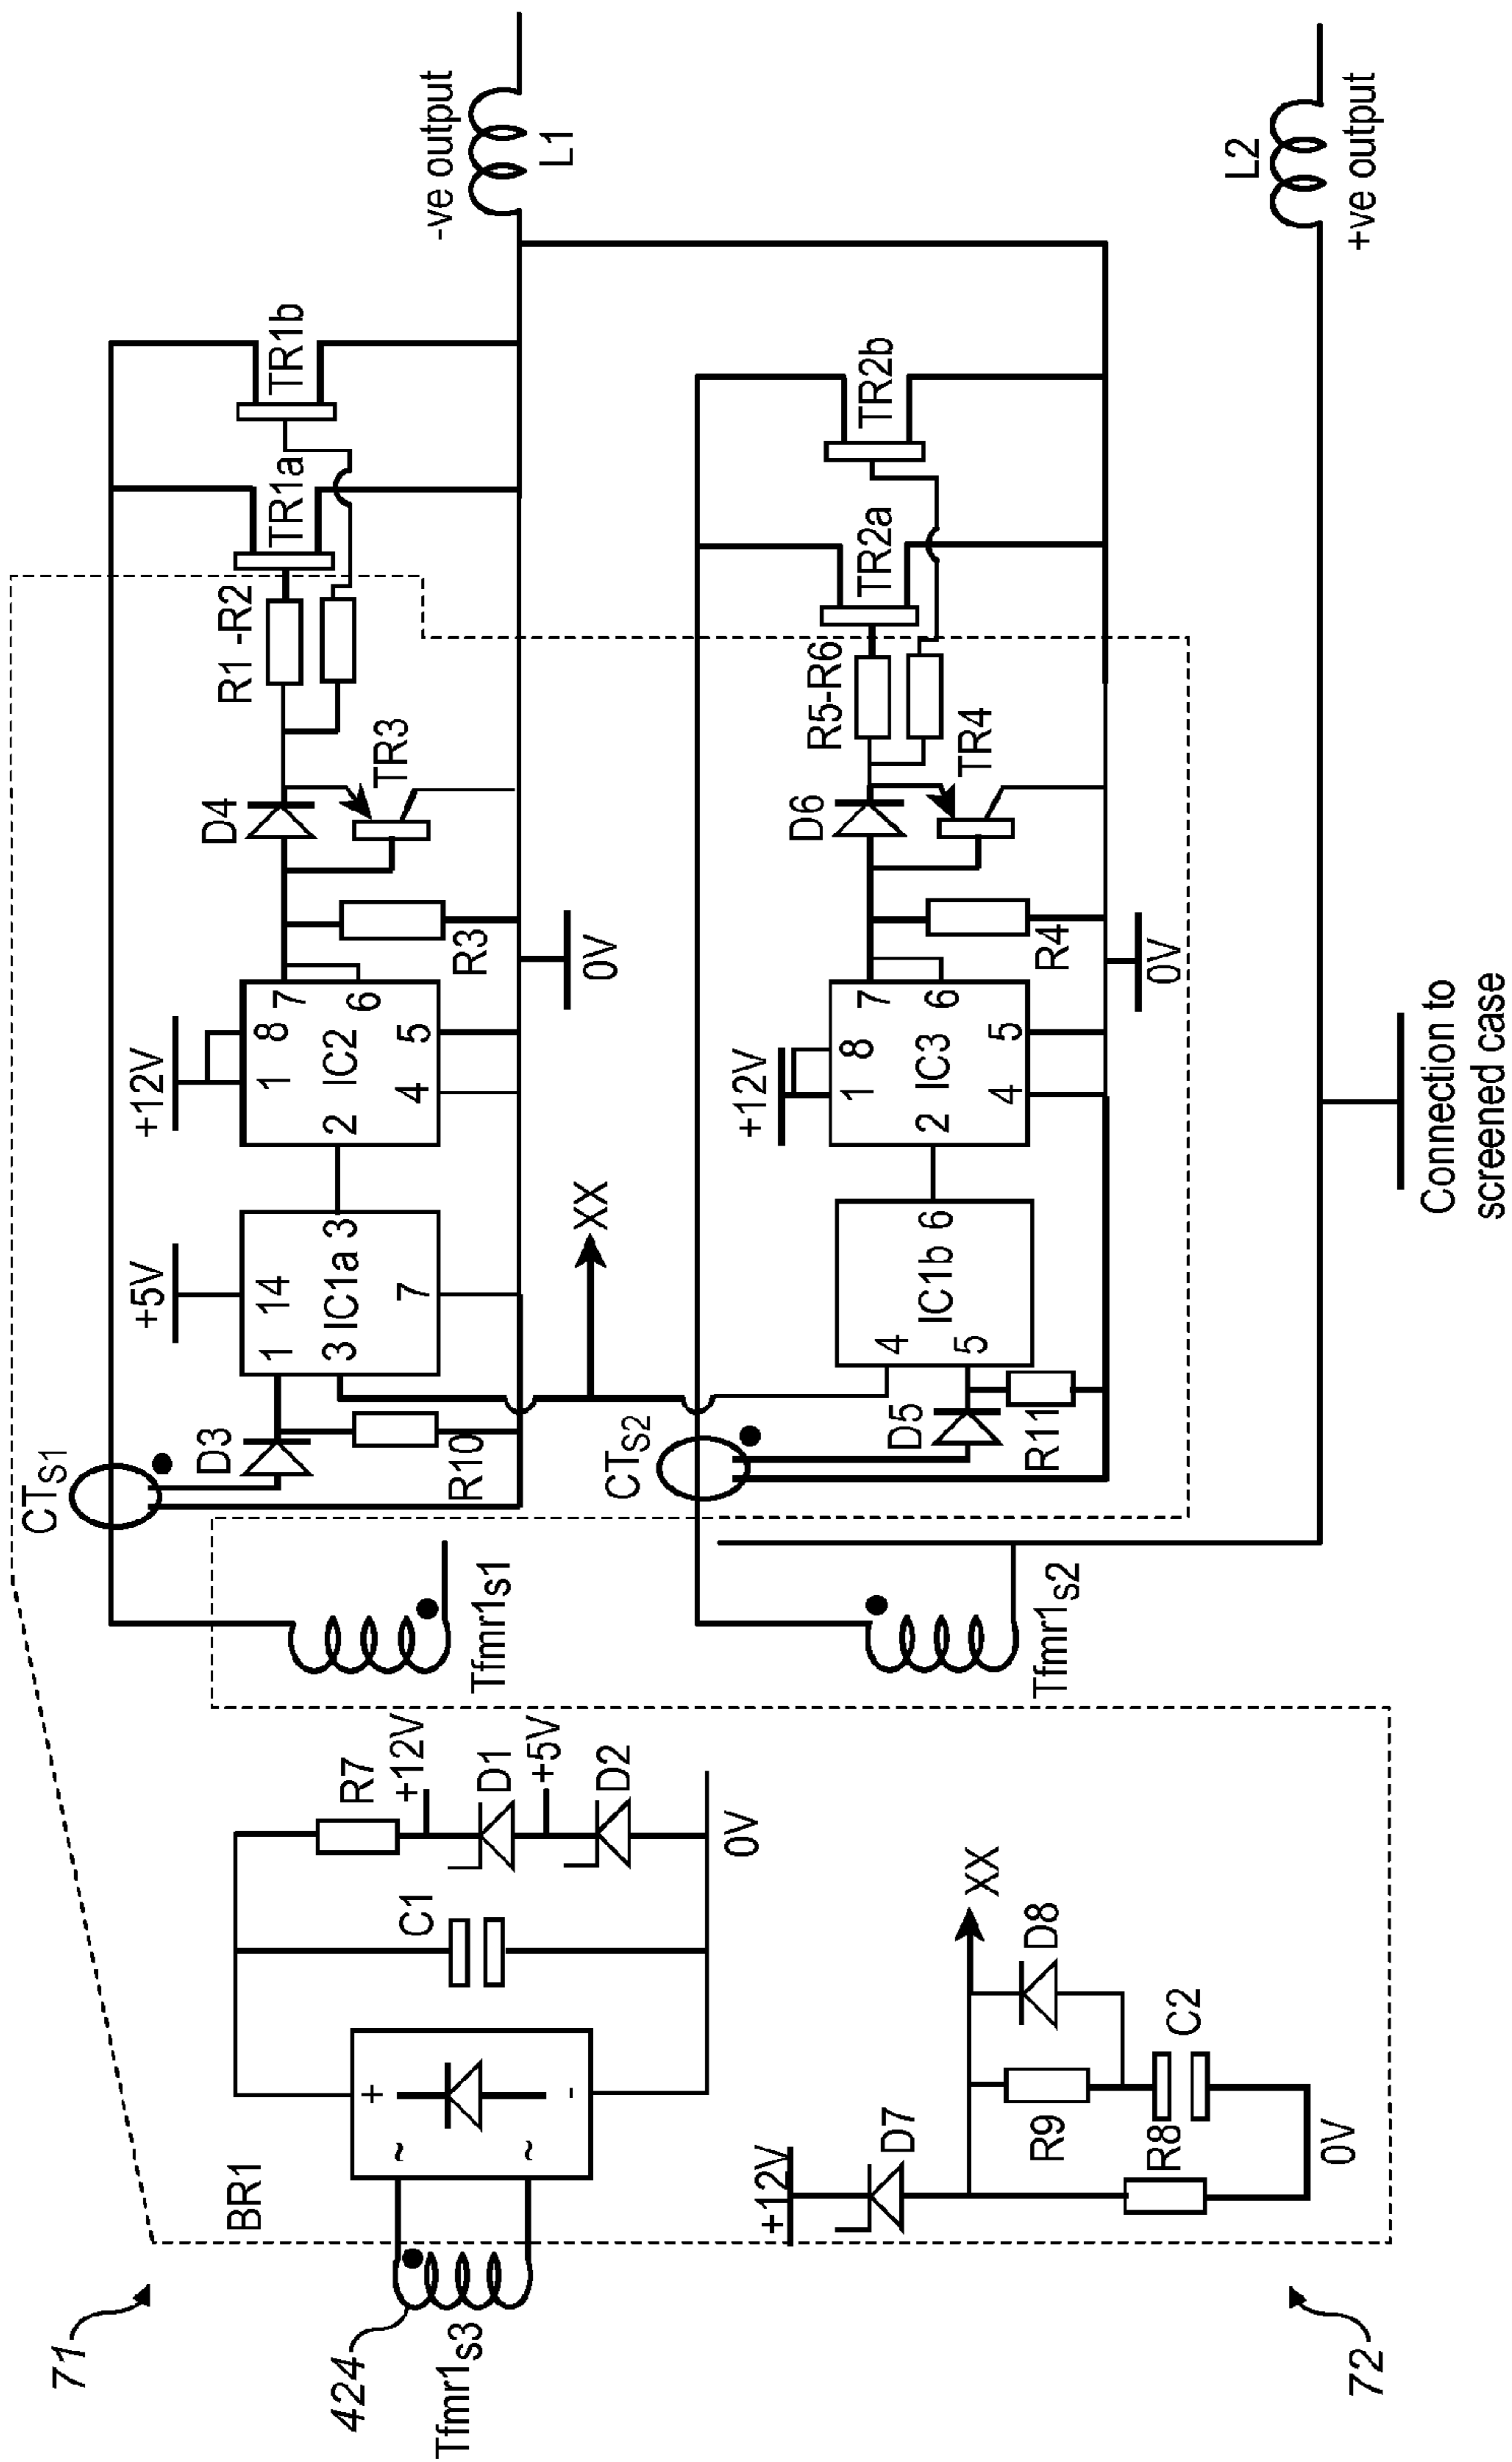 71
424
Tfmr1s3
BR1
+
~
~
-
C1
R7
+12V
D1
+5V
D2
0V
72
+12V
D7
R8
R9
C2
D8
XX
0V
CTS1
Tfmr1s1
D3
R10
+5V
1
14
3 IC1a 3
7
XX
+12V
1
8
2
IC2
7
6
4
5
R3
0V
D4
TR3
R1 -R2
TR1a
TR1b
-ve output
L1
CTS2
Tfmr1s2
D5
R11
4
5
IC1b 6
+12V
1
8
2
IC3
7
6
4
5
R4
0V
D6
TR4
R5-R6
TR2a
TR2b
L2
+ve output
Connection to
screened case